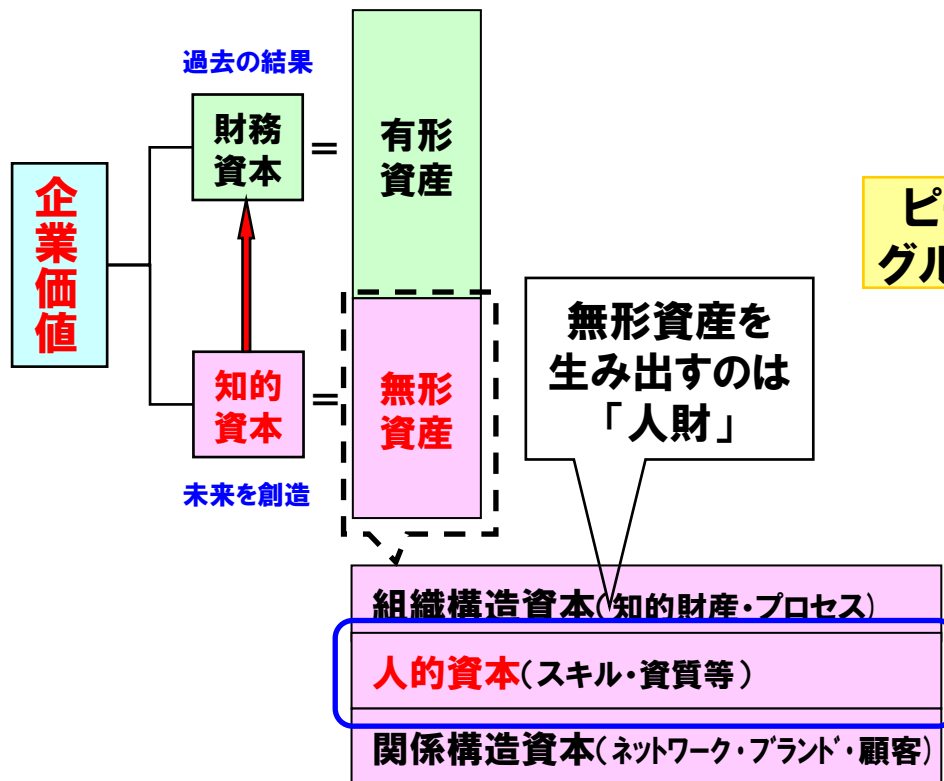 過去の結果
財務
資本
=
有形
資産
企業価値
ピ
グル
無形資産を
生み出すのは
「人財」
知的
資本
=
無形
資産
未来を創造
組織構造資本(知的財産・プロセス)
人的資本(スキル・資質等)
関係構造資本(ネットワーク・ブランド・顧客)